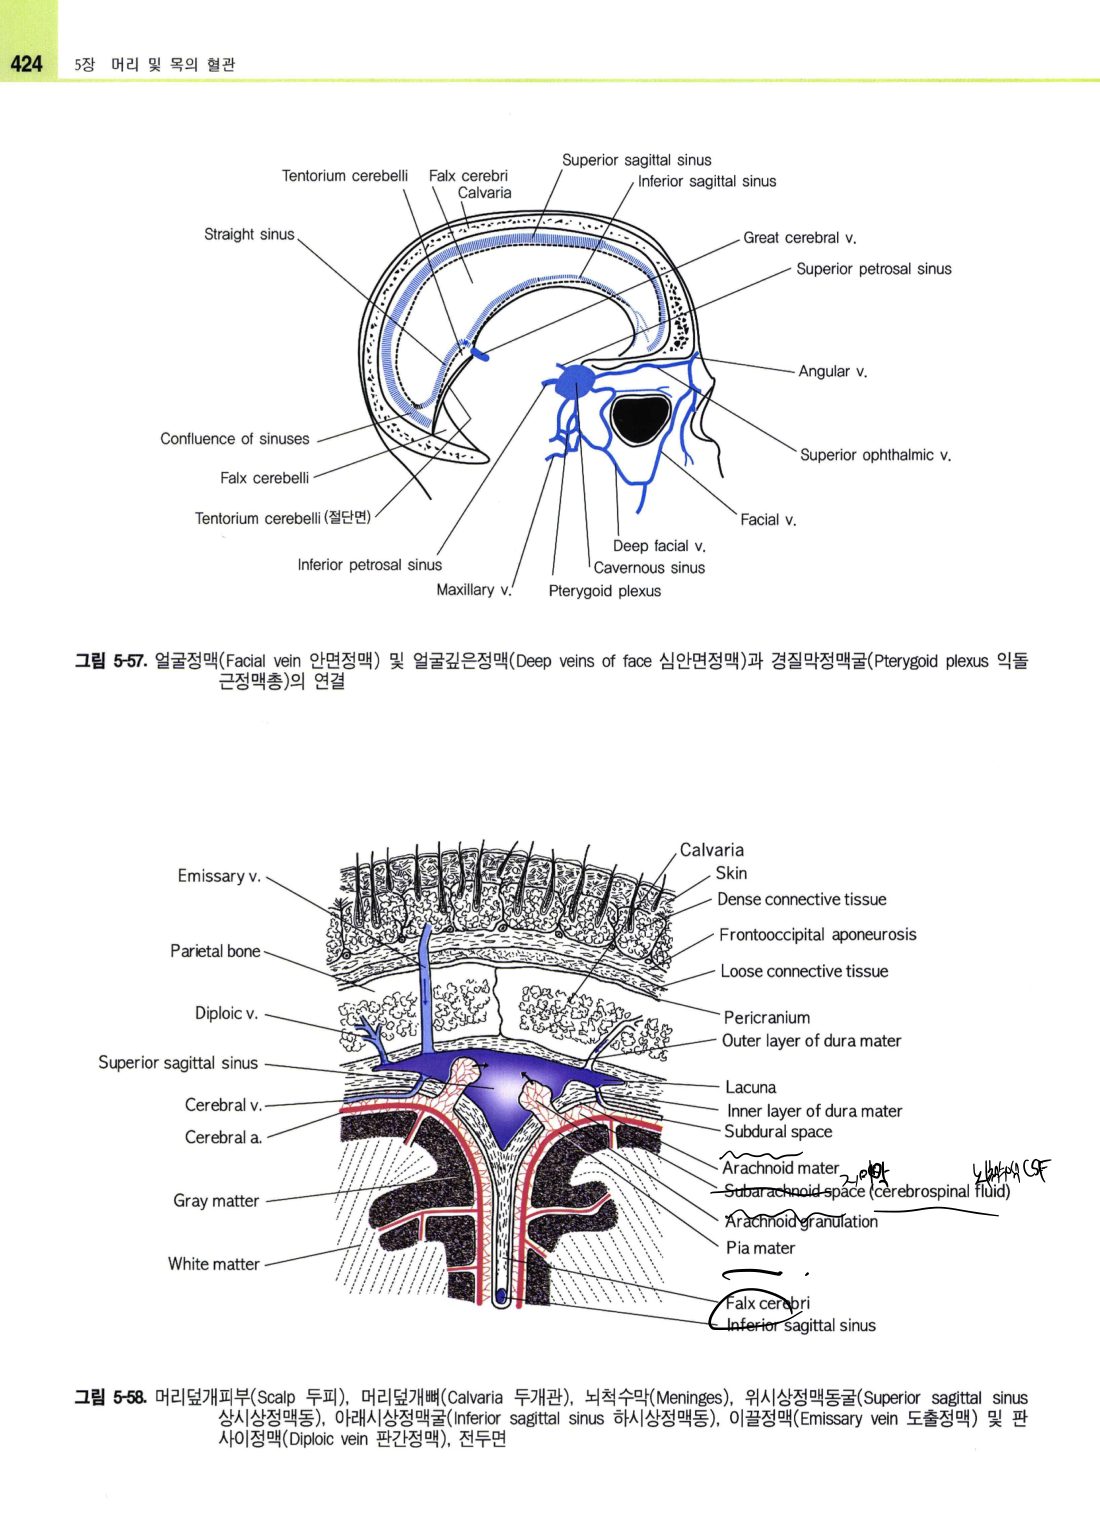 424 5장 머리 및 목의 혈관
Superior sagittal sinus
Tentorium cerebelli Falx cerebri
Inferior sagittal sinus
Calvaria
Straight sinus
Great cerebral v.
Superior petrosal sinus
Angular v.
Confluence of sinuses
Superior ophthalmic v.
Falx cerebelli
Tentorium cerebelli (절단면)
Facial v.
Deep facial v.
Inferior petrosal sinus
Cavernous sinus
Maxillary v.
Pterygoid plexus
그림 5-57. 얼굴정맥(Facial vein 안면정맥) 및 얼굴깊은정맥(Deep veins of face 심안면정맥)과 경질막정맥굴(Pterygoid plexus 익돌
근정맥총)의 연결
Emissary v.
Parietal bone
Diploic v.
Superior sagittal sinus
Cerebral v.
Cerebral a.
Gray matter
White matter
Calvaria
Skin
Dense connective tissue
Frontooccipital aponeurosis
Loose connective tissue
Pericranium
Outer layer of dura mater
Lacuna
Inner layer of dura mater
Subdural space
Arachnoid mater
CSF
Subarachnoid space (cerebrospinal fluid)
Arachnoid granulation
Pia mater
Falx cerebri
Inferior sagittal sinus
그림 5-58. 머리덮개피부(Scalp 두피), 머리덮개뼈(Calvaria 두개관), 뇌척수막(Meninges), 위시상정맥동굴(Superior sagittal sinus
상시상정맥동), 아래시상정맥굴(Inferior sagittal sinus 하시상정맥동), 이끌정맥(Emissary vein 도출정맥) 및 판
사이정맥(Diploic vein 판간정맥), 전두면